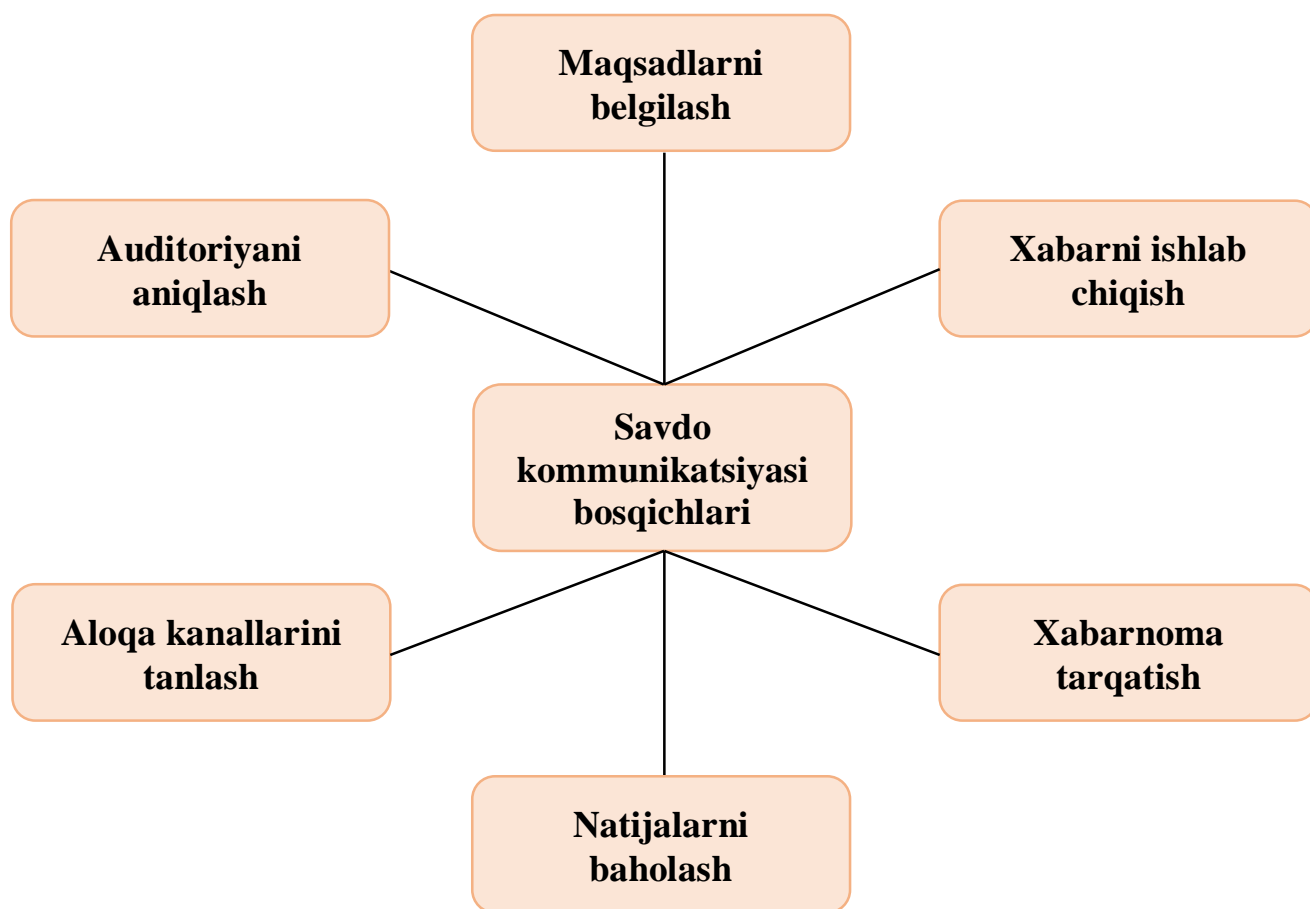 Maqsadlarni
belgilash
Auditoriyani
aniqlash
Xabarni ishlab
chiqish
Savdo
kommunikatsiyasi
bosqichlari
Aloqa kanallarini
tanlash
Xabarnoma
tarqatish
Natijalarni
baholash